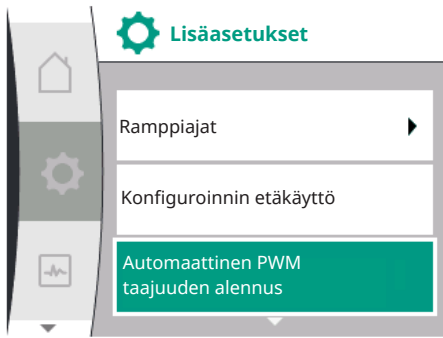 Lisäasetukset
Ramppiajat
Konfiguroinnin etäkäyttö
Automaattinen PWM
taajuuden alennus